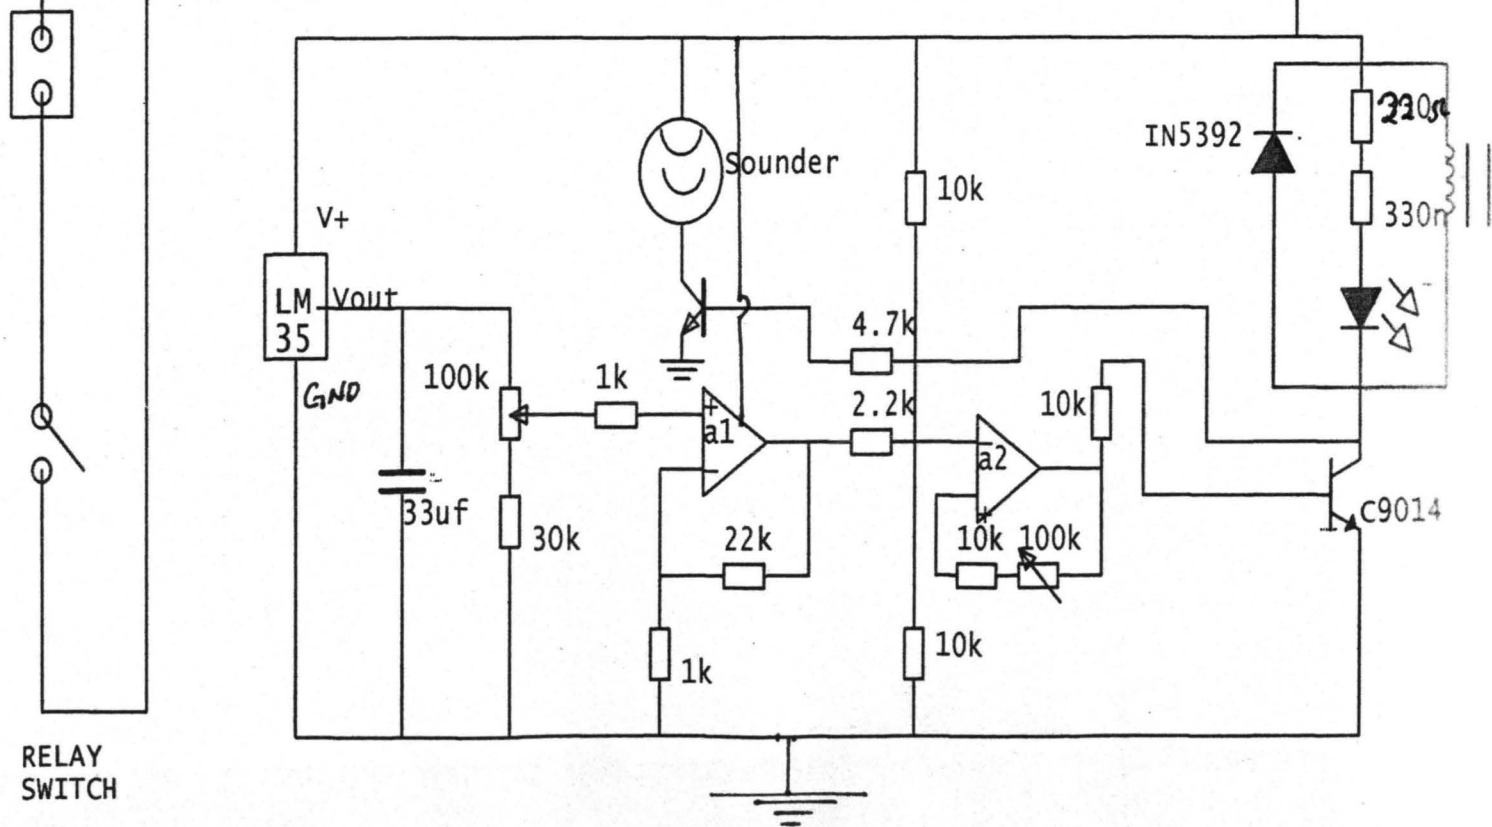 IN5392
Sounder
10k
330n
V+
LM
35
Vout
GND
100k
1k
4.7k
2.2k
10k
+
a1
-
-
a2
+
33uf
30k
22k
10k
100k
C9014
1k
10k
RELAY
SWITCH